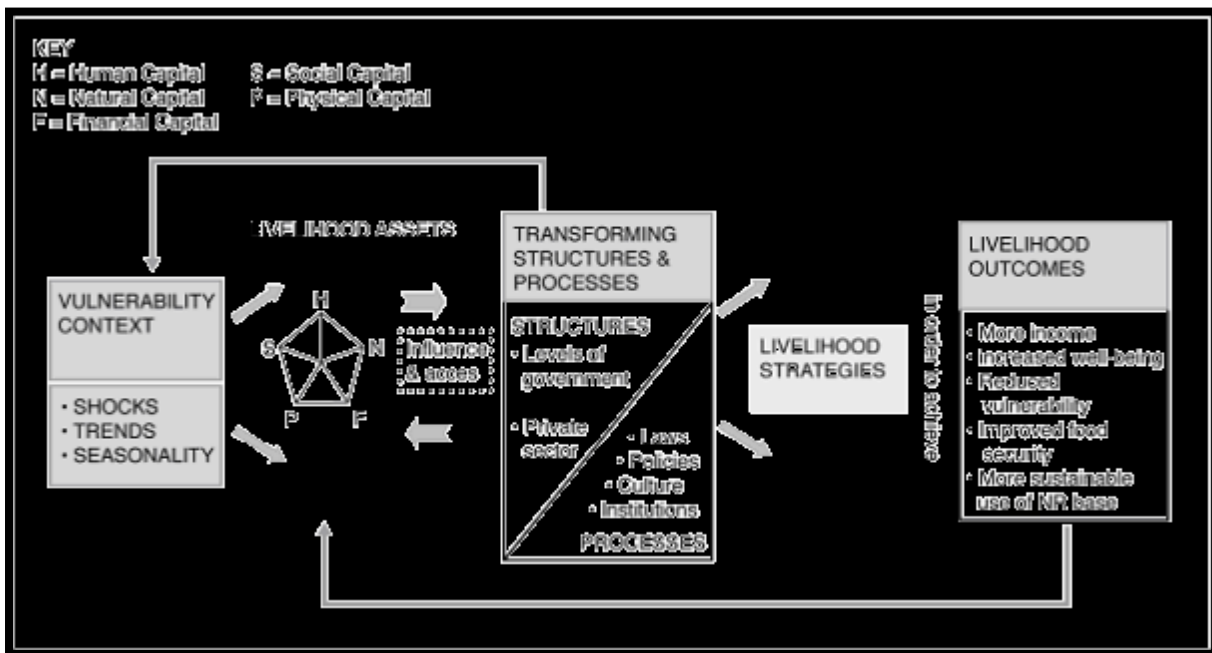 KEY
H = Human Capital
S = Social Capital
N = Natural Capital
P = Physical Capital
F = Financial Capital
LIVELIHOOD ASSETS
VULNERABILITY
CONTEXT
• SHOCKS
• TRENDS
• SEASONALITY
H
S
N
P
F
Influence
& acces
TRANSFORMING
STRUCTURES &
PROCESSES
STRUCTURES
• Levels of
government
• Private
sector
• Laws
• Policies
• Culture
• Institutions
PROCESSES
LIVELIHOOD
STRATEGIES
In order to achieve
LIVELIHOOD
OUTCOMES
• More income
• Increased well-being
• Reduced
vulnerability
• Improved food
security
• More sustainable
use of NR base